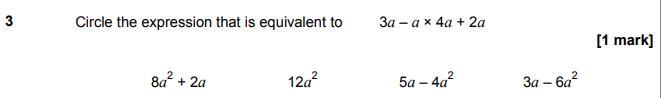 3 Circle the expression that is equivalent to 3a – a × 4a + 2a
[1 mark]
8a² + 2a 12a² 5a – 4a² 3a – 6a²